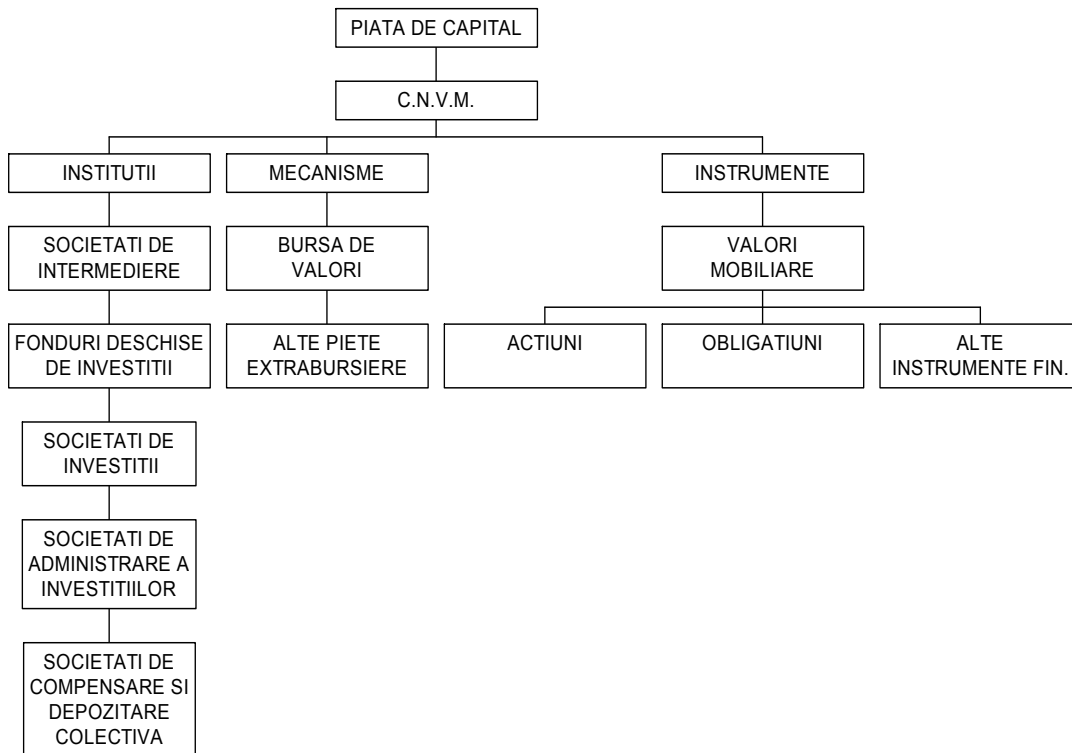 PIATA DE CAPITAL
C.N.V.M.
INSTITUTII
MECANISME
INSTRUMENTE
SOCIETATI DE
INTERMEDIERE
BURSA DE
VALORI
VALORI
MOBILIARE
FONDURI DESCHISE
DE INVESTITII
ALTE PIETE
EXTRABURSIERE
ACTIUNI
OBLIGATIUNI
ALTE
INSTRUMENTE FIN.
SOCIETATI DE
INVESTITII
SOCIETATI DE
ADMINISTRARE A
INVESTITIILOR
SOCIETATI DE
COMPENSARE SI
DEPOZITARE
COLECTIVA